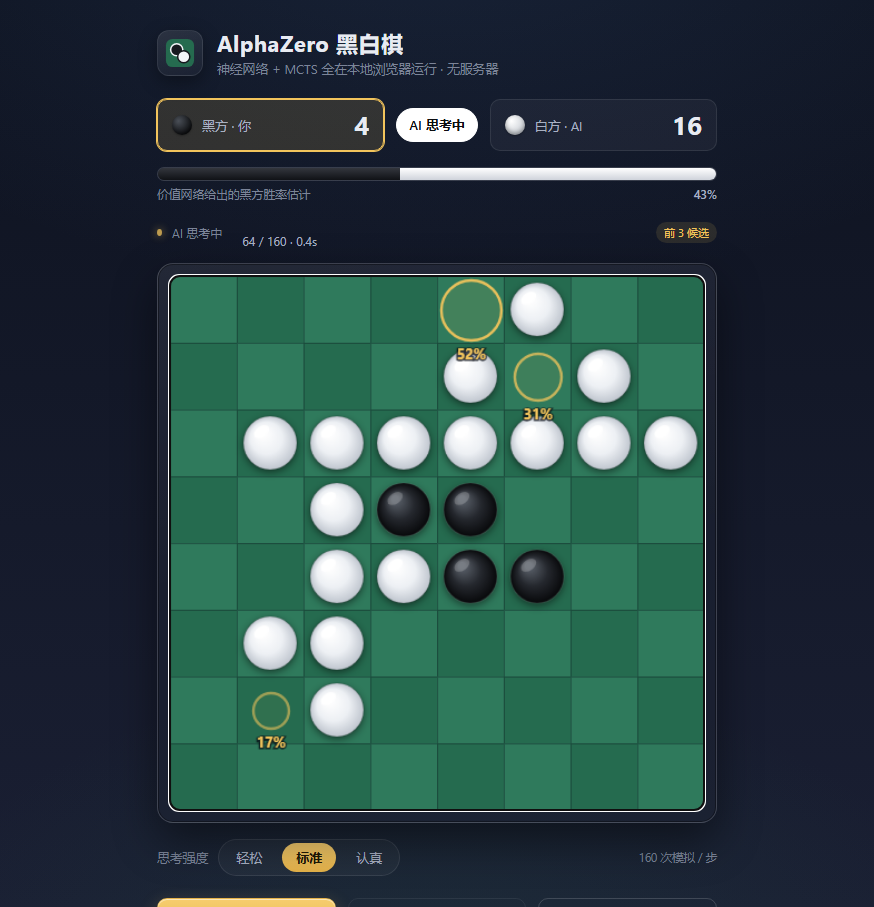 AlphaZero 黑白棋
神经网络 + MCTS 全在本地浏览器运行 · 无服务器
黑方 · 你 4
AI 思考中
白方 · AI 16
价值网络给出的黑方胜率估计 43%
AI 思考中 64 / 160 · 0.4s
前 3 候选
52%
31%
17%
思考强度 轻松 标准 认真 160 次模拟 / 步